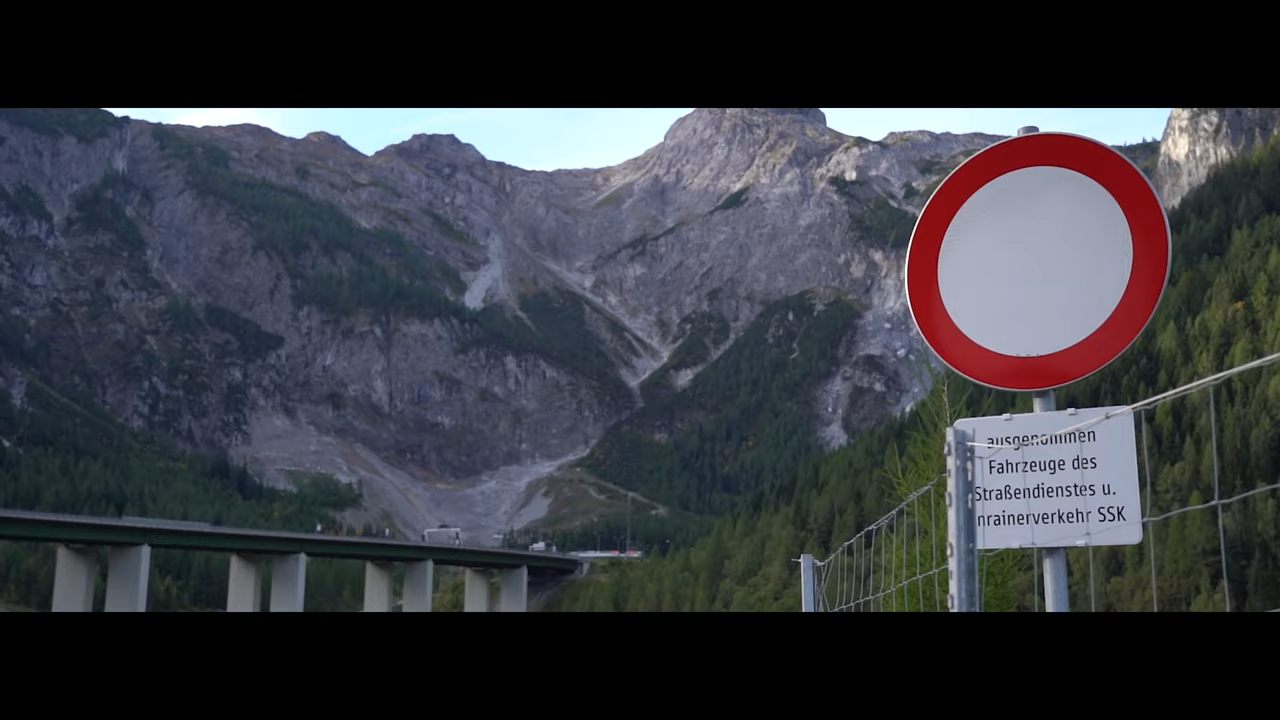 ausgenommen
Fahrzeuge des
Straßendienstes u.
nrainerverkehr SSK